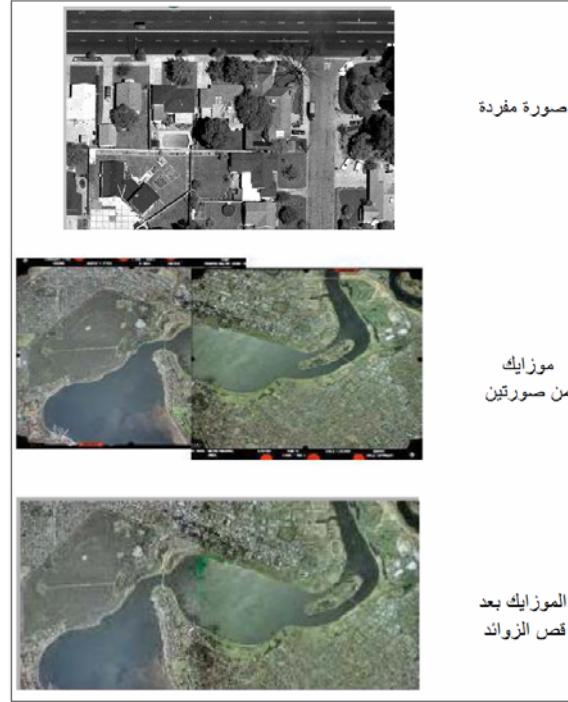 صورة مفردة
موزايك
من صورتين
الموزايك بعد
قص الزوائد